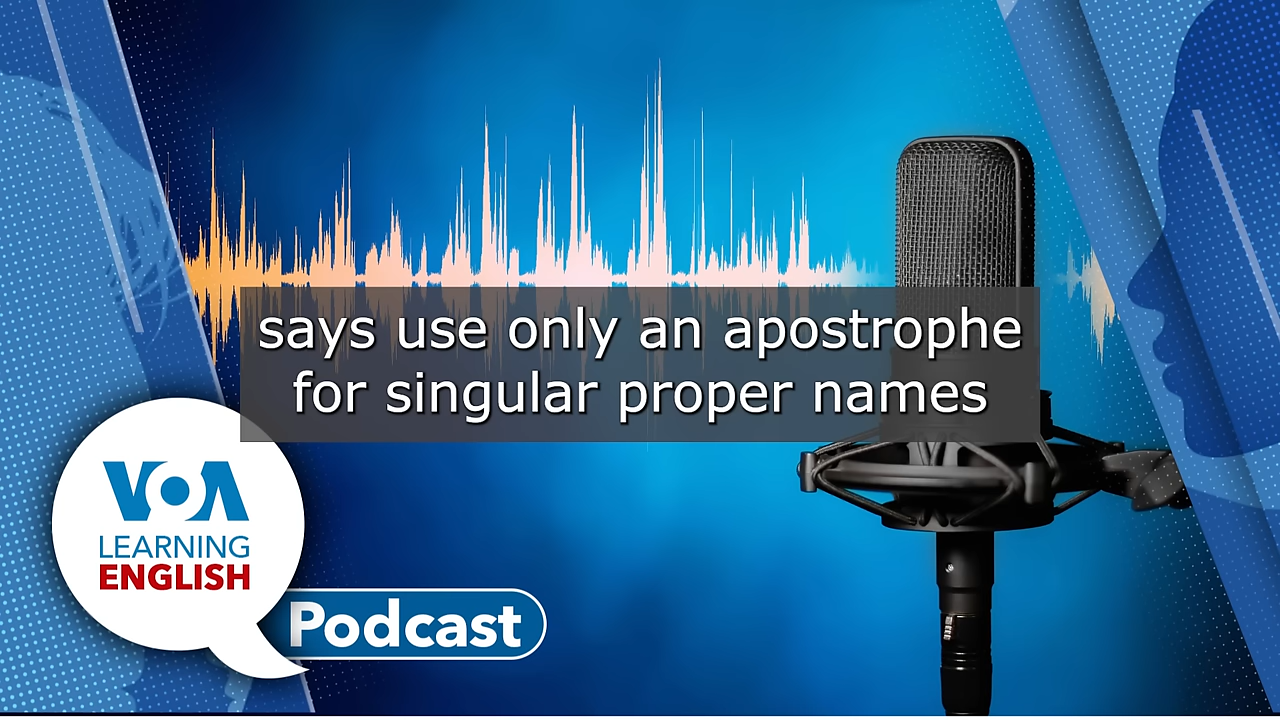 says use only an apostrophe
for singular proper names
VOA
LEARNING
ENGLISH
Podcast